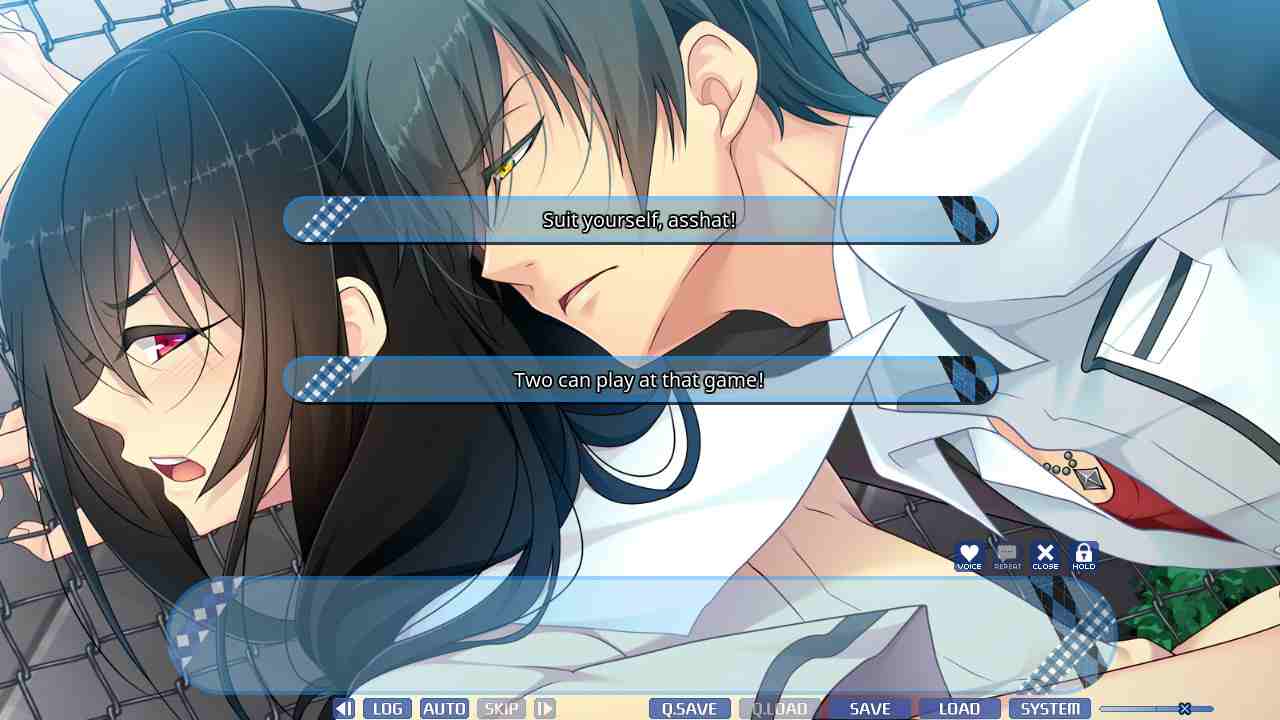 Suit yourself, asshat!
Two can play at that game!
VOICE REPEAT CLOSE HOLD
LOG AUTO SKIP Q.SAVE Q.LOAD SAVE LOAD SYSTEM